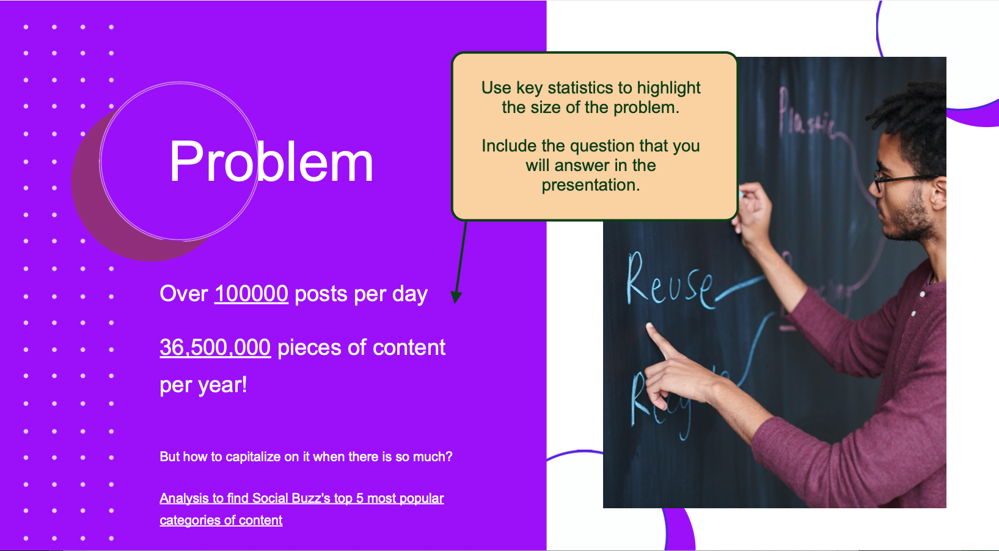 Problem
Use key statistics to highlight
the size of the problem.
Include the question that you
will answer in the
presentation.
Over 100000 posts per day
36,500,000 pieces of content
per year!
But how to capitalize on it when there is so much?
Analysis to find Social Buzz's top 5 most popular
categories of content
Plastic
Reuse